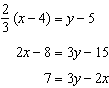 2/3 (x − 4) = y − 5
2x − 8 = 3y − 15
7 = 3y − 2x